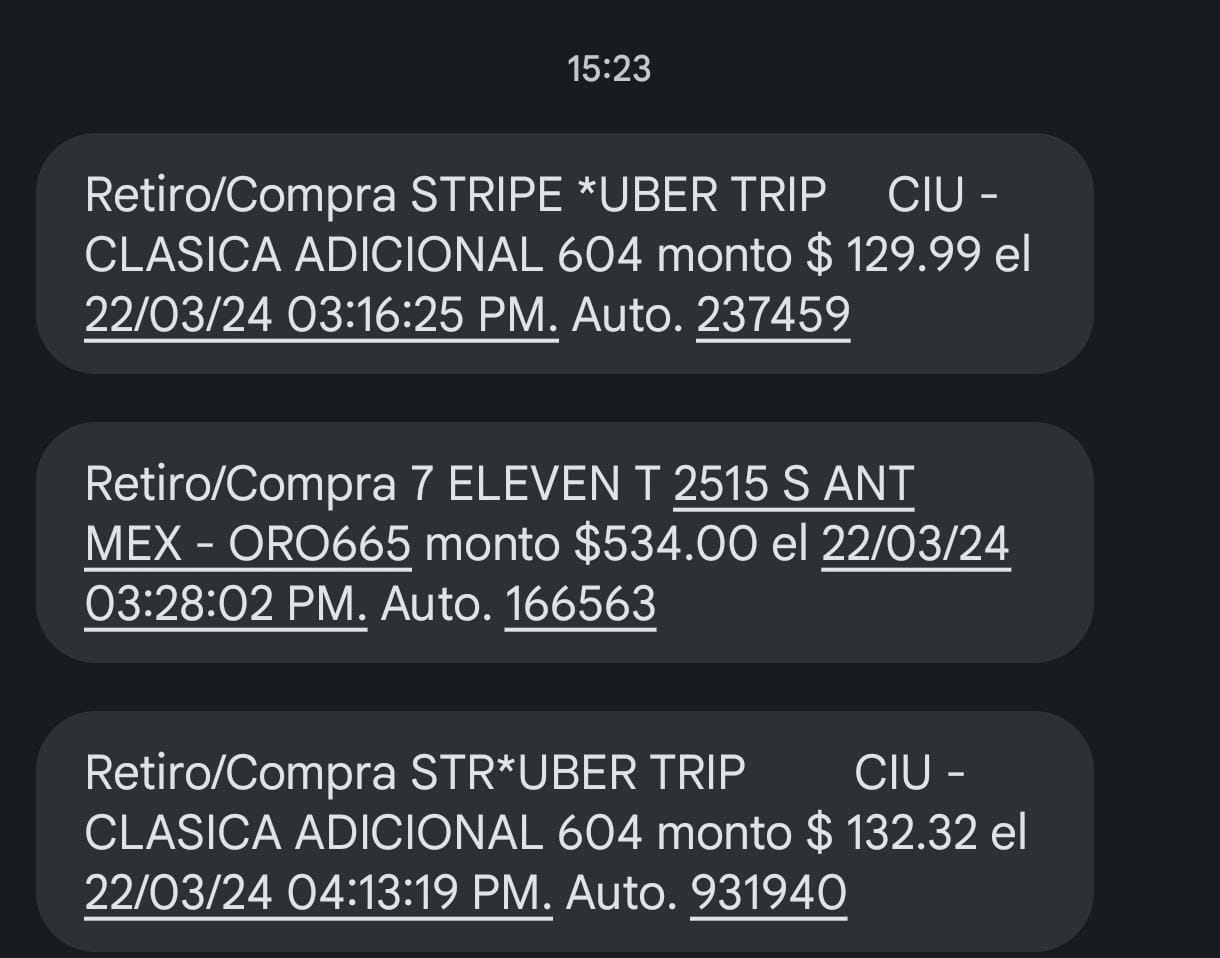 15:23
Retiro/Compra STRIPE *UBER TRIP CIU -
CLASICA ADICIONAL 604 monto $ 129.99 el
22/03/24 03:16:25 PM. Auto. 237459
Retiro/Compra 7 ELEVEN T 2515 S ANT
MEX - ORO665 monto $534.00 el 22/03/24
03:28:02 PM. Auto. 166563
Retiro/Compra STR*UBER TRIP CIU -
CLASICA ADICIONAL 604 monto $ 132.32 el
22/03/24 04:13:19 PM. Auto. 931940